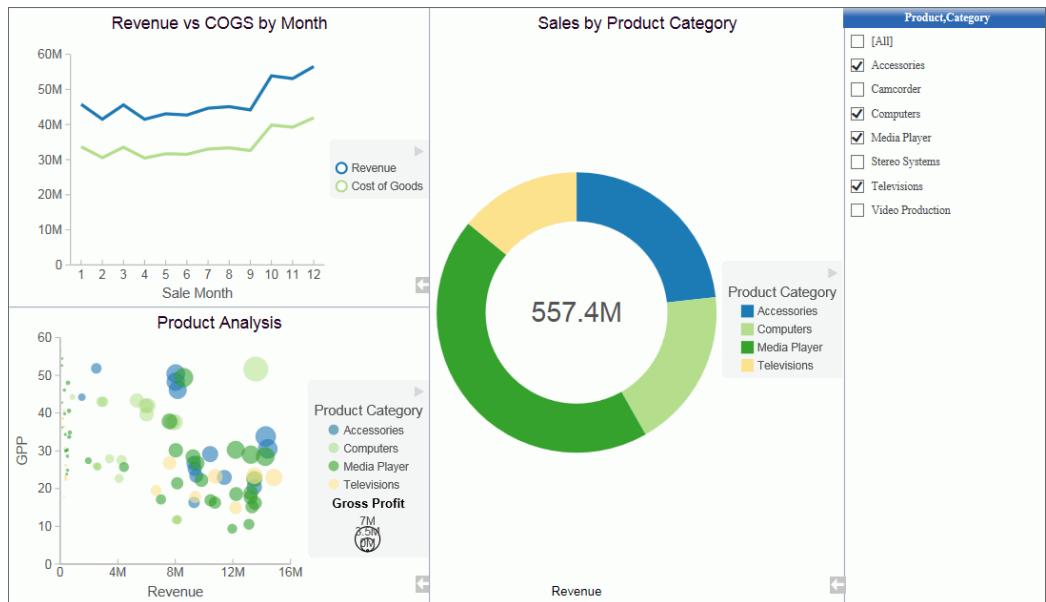 Revenue vs COGS by Month
60M
50M
40M
30M
20M
10M
0M
1 2 3 4 5 6 7 8 9 10 11 12
Sale Month
Revenue
Cost of Goods
Product Analysis
60
50
40
30
20
10
0
GPP
0 4M 8M 12M 16M
Revenue
Product Category
Accessories
Computers
Media Player
Televisions
Gross Profit
7M
3.5M
0M
Sales by Product Category
557.4M
Product Category
Accessories
Computers
Media Player
Televisions
Revenue
Product,Category
[All]
Accessories
Camcorder
Computers
Media Player
Stereo Systems
Televisions
Video Production